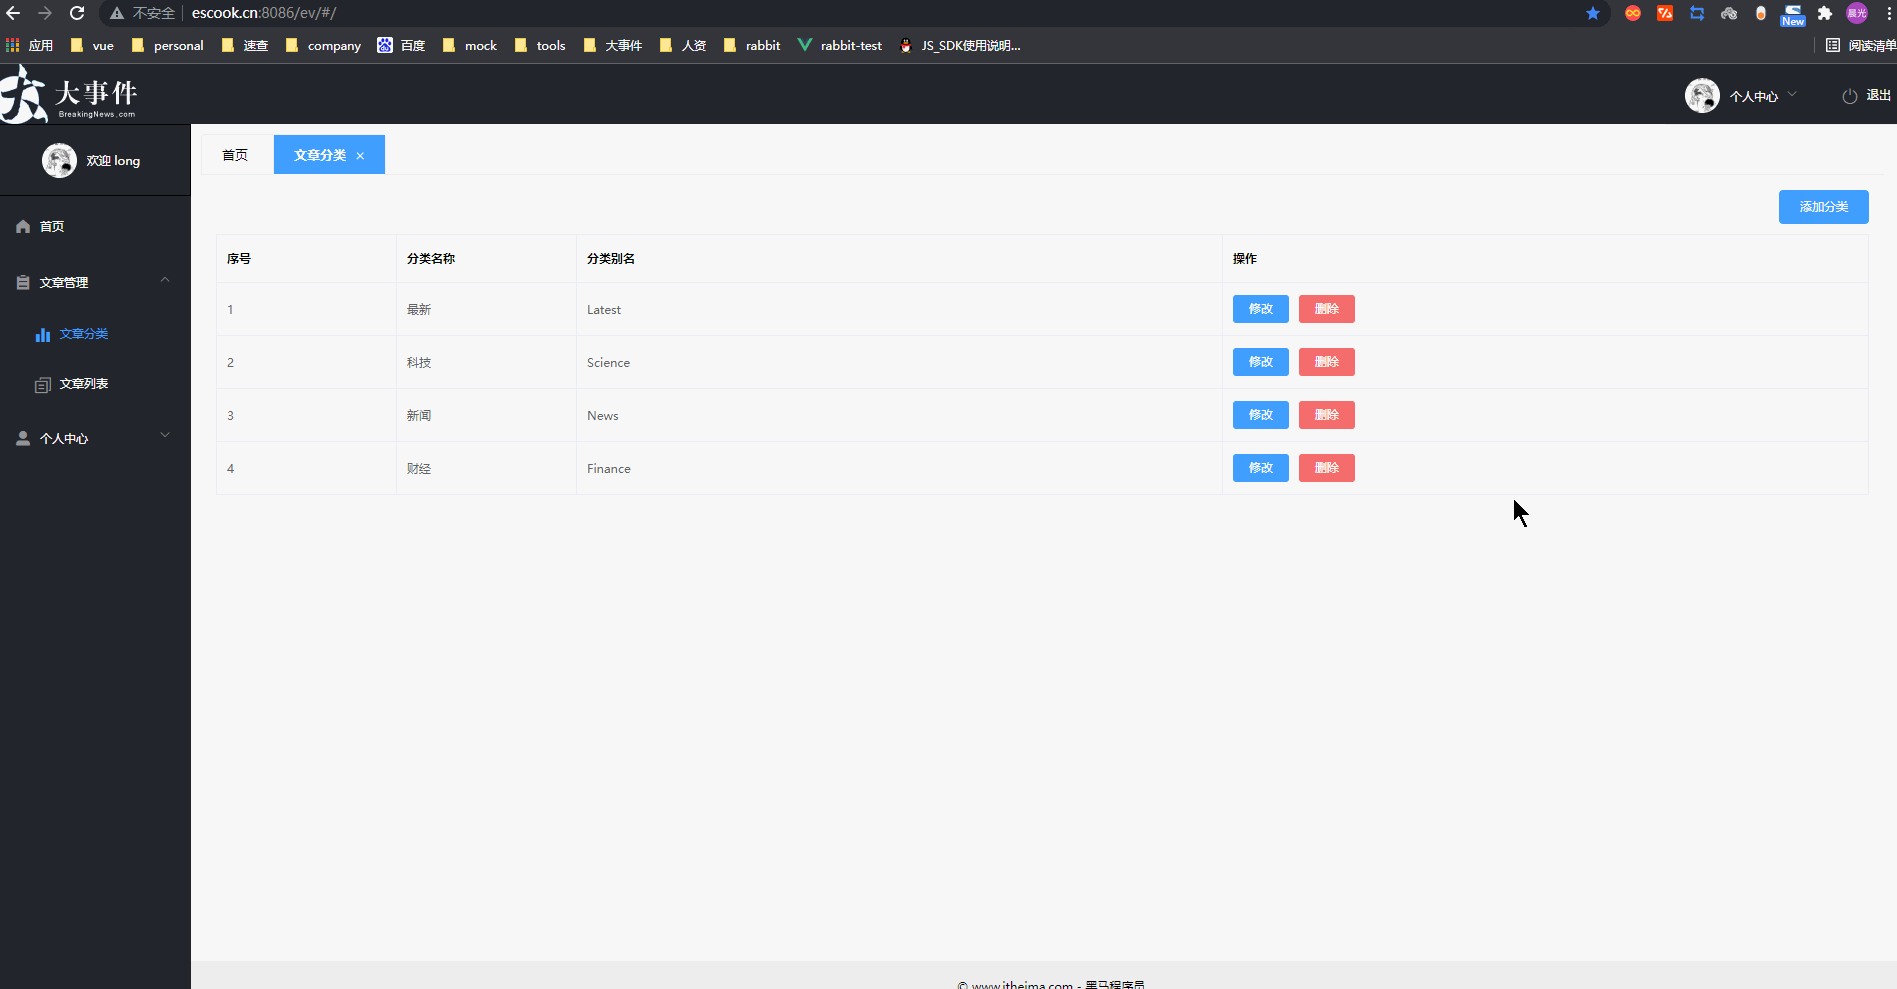 不安全 escook.cn:8086/ev/#/
New
晨光
应用 vue personal 速查 company 百度 mock tools 大事件 人资 rabbit rabbit-test JS_SDK使用说明... 阅读清单
大事件
BreakingNews.com
个人中心 退出
欢迎 long
首页
文章管理
文章分类
文章列表
个人中心
首页 文章分类 ×
添加分类
序号 分类名称 分类别名 操作
1 最新 Latest 修改 删除
2 科技 Science 修改 删除
3 新闻 News 修改 删除
4 财经 Finance 修改 删除
© www.itheima.com - 黑马程序员